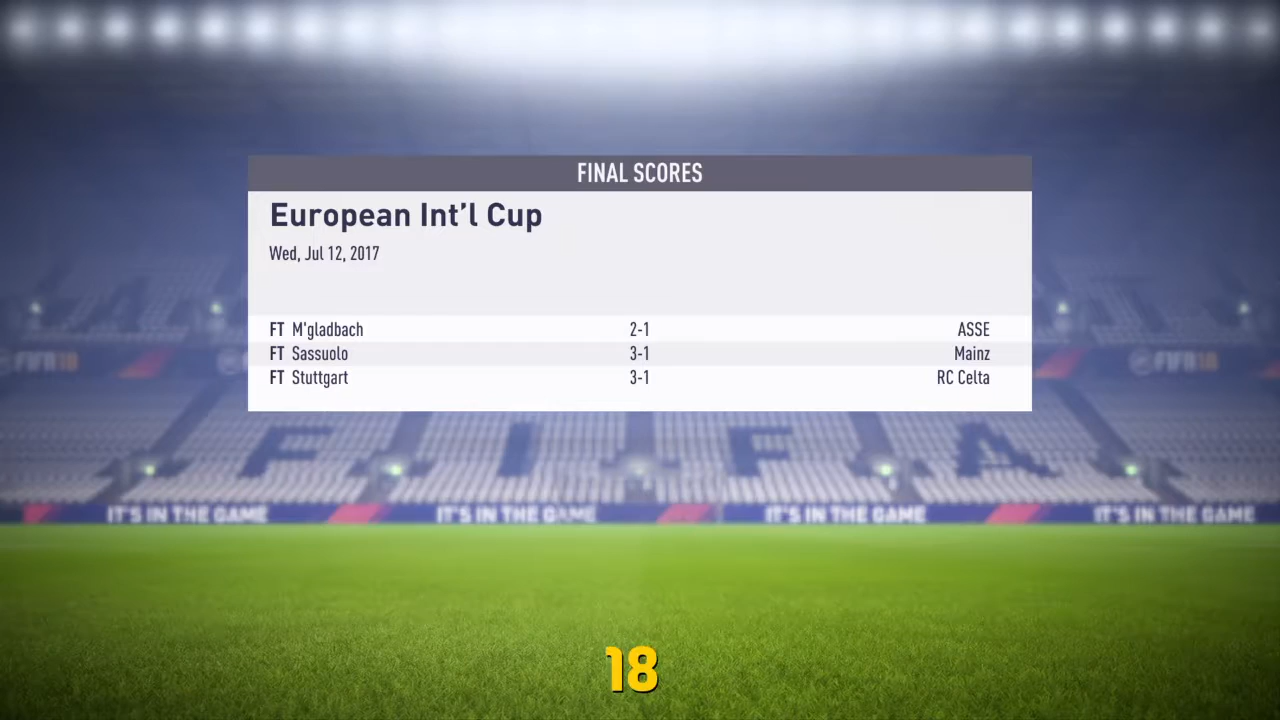 FINAL SCORES
European Int'l Cup
Wed, Jul 12, 2017
FT M'gladbach 2-1 ASSE
FT Sassuolo 3-1 Mainz
FT Stuttgart 3-1 RC Celta
FIFA18 FIFA18
F I F A
IT'S IN THE GAME IT'S IN THE GAME IT'S IN THE GAME IT'S IN THE GAME
18